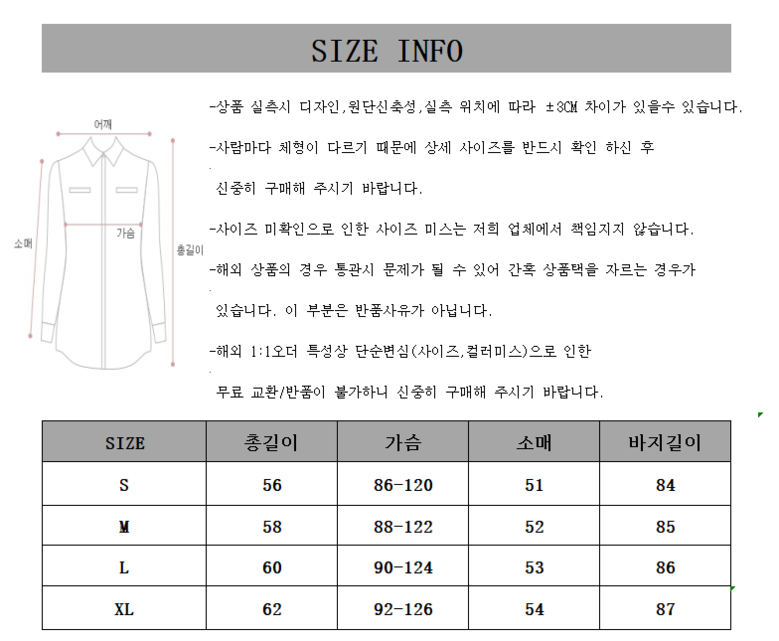 SIZE INFO
-상품 실측시 디자인,원단신축성,실측 위치에 따라 ±3CM 차이가 있을수 있습니다.
-사람마다 체형이 다르기 때문에 상세 사이즈를 반드시 확인 하신 후
신중히 구매해 주시기 바랍니다.
-사이즈 미확인으로 인한 사이즈 미스는 저희 업체에서 책임지지 않습니다.
-해외 상품의 경우 통관시 문제가 될 수 있어 간혹 상품택을 자르는 경우가
있습니다. 이 부분은 반품사유가 아닙니다.
-해외 1:1오더 특성상 단순변심(사이즈,컬러미스)으로 인한
무료 교환/반품이 불가하니 신중히 구매해 주시기 바랍니다.
어깨
소매
가슴
총길이
SIZE 총길이 가슴 소매 바지길이
S 56 86-120 51 84
M 58 88-122 52 85
L 60 90-124 53 86
XL 62 92-126 54 87